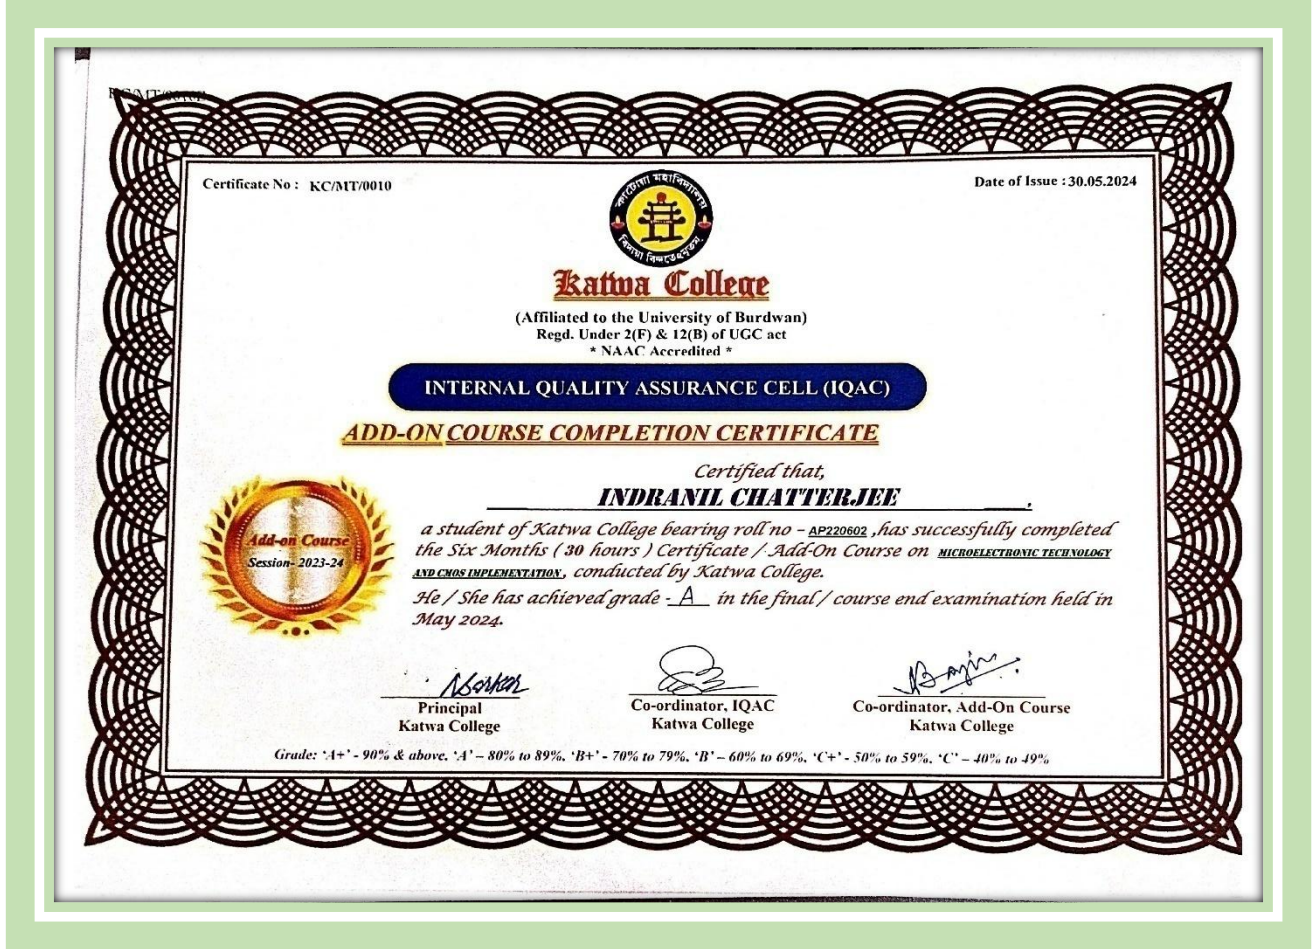 Certificate No : KC/MT/0010
Date of Issue : 30.05.2024
কাটোয়া মহাবিদ্যালয়
Katwa College
(Affiliated to the University of Burdwan)
Regd. Under 2(F) & 12(B) of UGC act
* NAAC Accredited *
INTERNAL QUALITY ASSURANCE CELL (IQAC)
ADD-ON COURSE COMPLETION CERTIFICATE
Certified that,
INDRANIL CHATTERJEE.
Add-on Course
Session- 2023-24
a student of Katwa College bearing roll no – AP220602 ,has successfully completed
the Six Months ( 30 hours ) Certificate / Add-On Course on MICROELECTRONIC TECHNOLOGY
AND CMOS IMPLEMENTATION, conducted by Katwa College.
He / She has achieved grade - A in the final / course end examination held in
May 2024.
Principal
Katwa College
Co-ordinator, IQAC
Katwa College
Co-ordinator, Add-On Course
Katwa College
Grade: ‘A+’ - 90% & above, ‘A’ – 80% to 89%, ‘B+’ - 70% to 79%, ‘B’ – 60% to 69%, ‘C+’ - 50% to 59%, ‘C’ – 40% to 49%